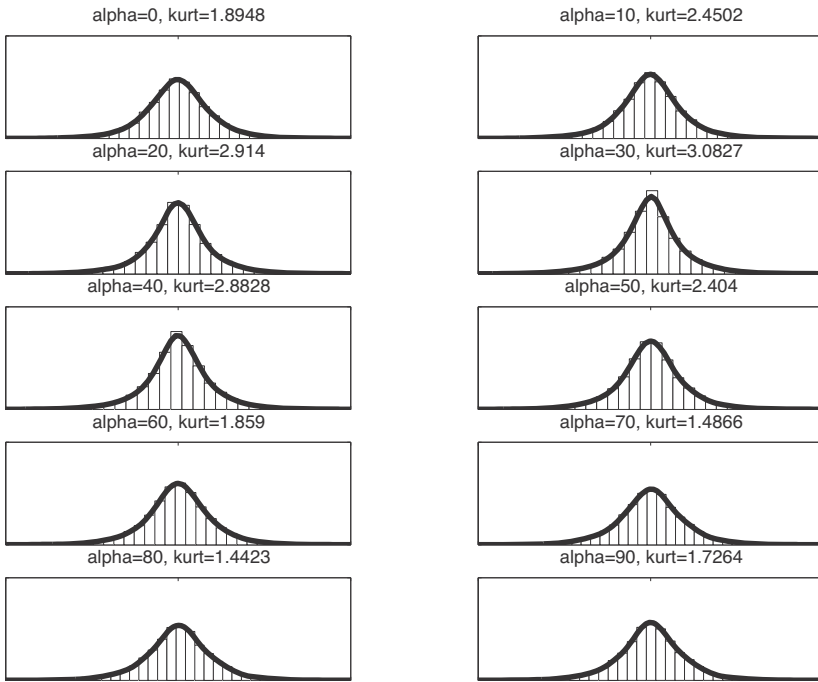 alpha=0, kurt=1.8948
alpha=10, kurt=2.4502
alpha=20, kurt=2.914
alpha=30, kurt=3.0827
alpha=40, kurt=2.8828
alpha=50, kurt=2.404
alpha=60, kurt=1.859
alpha=70, kurt=1.4866
alpha=80, kurt=1.4423
alpha=90, kurt=1.7264